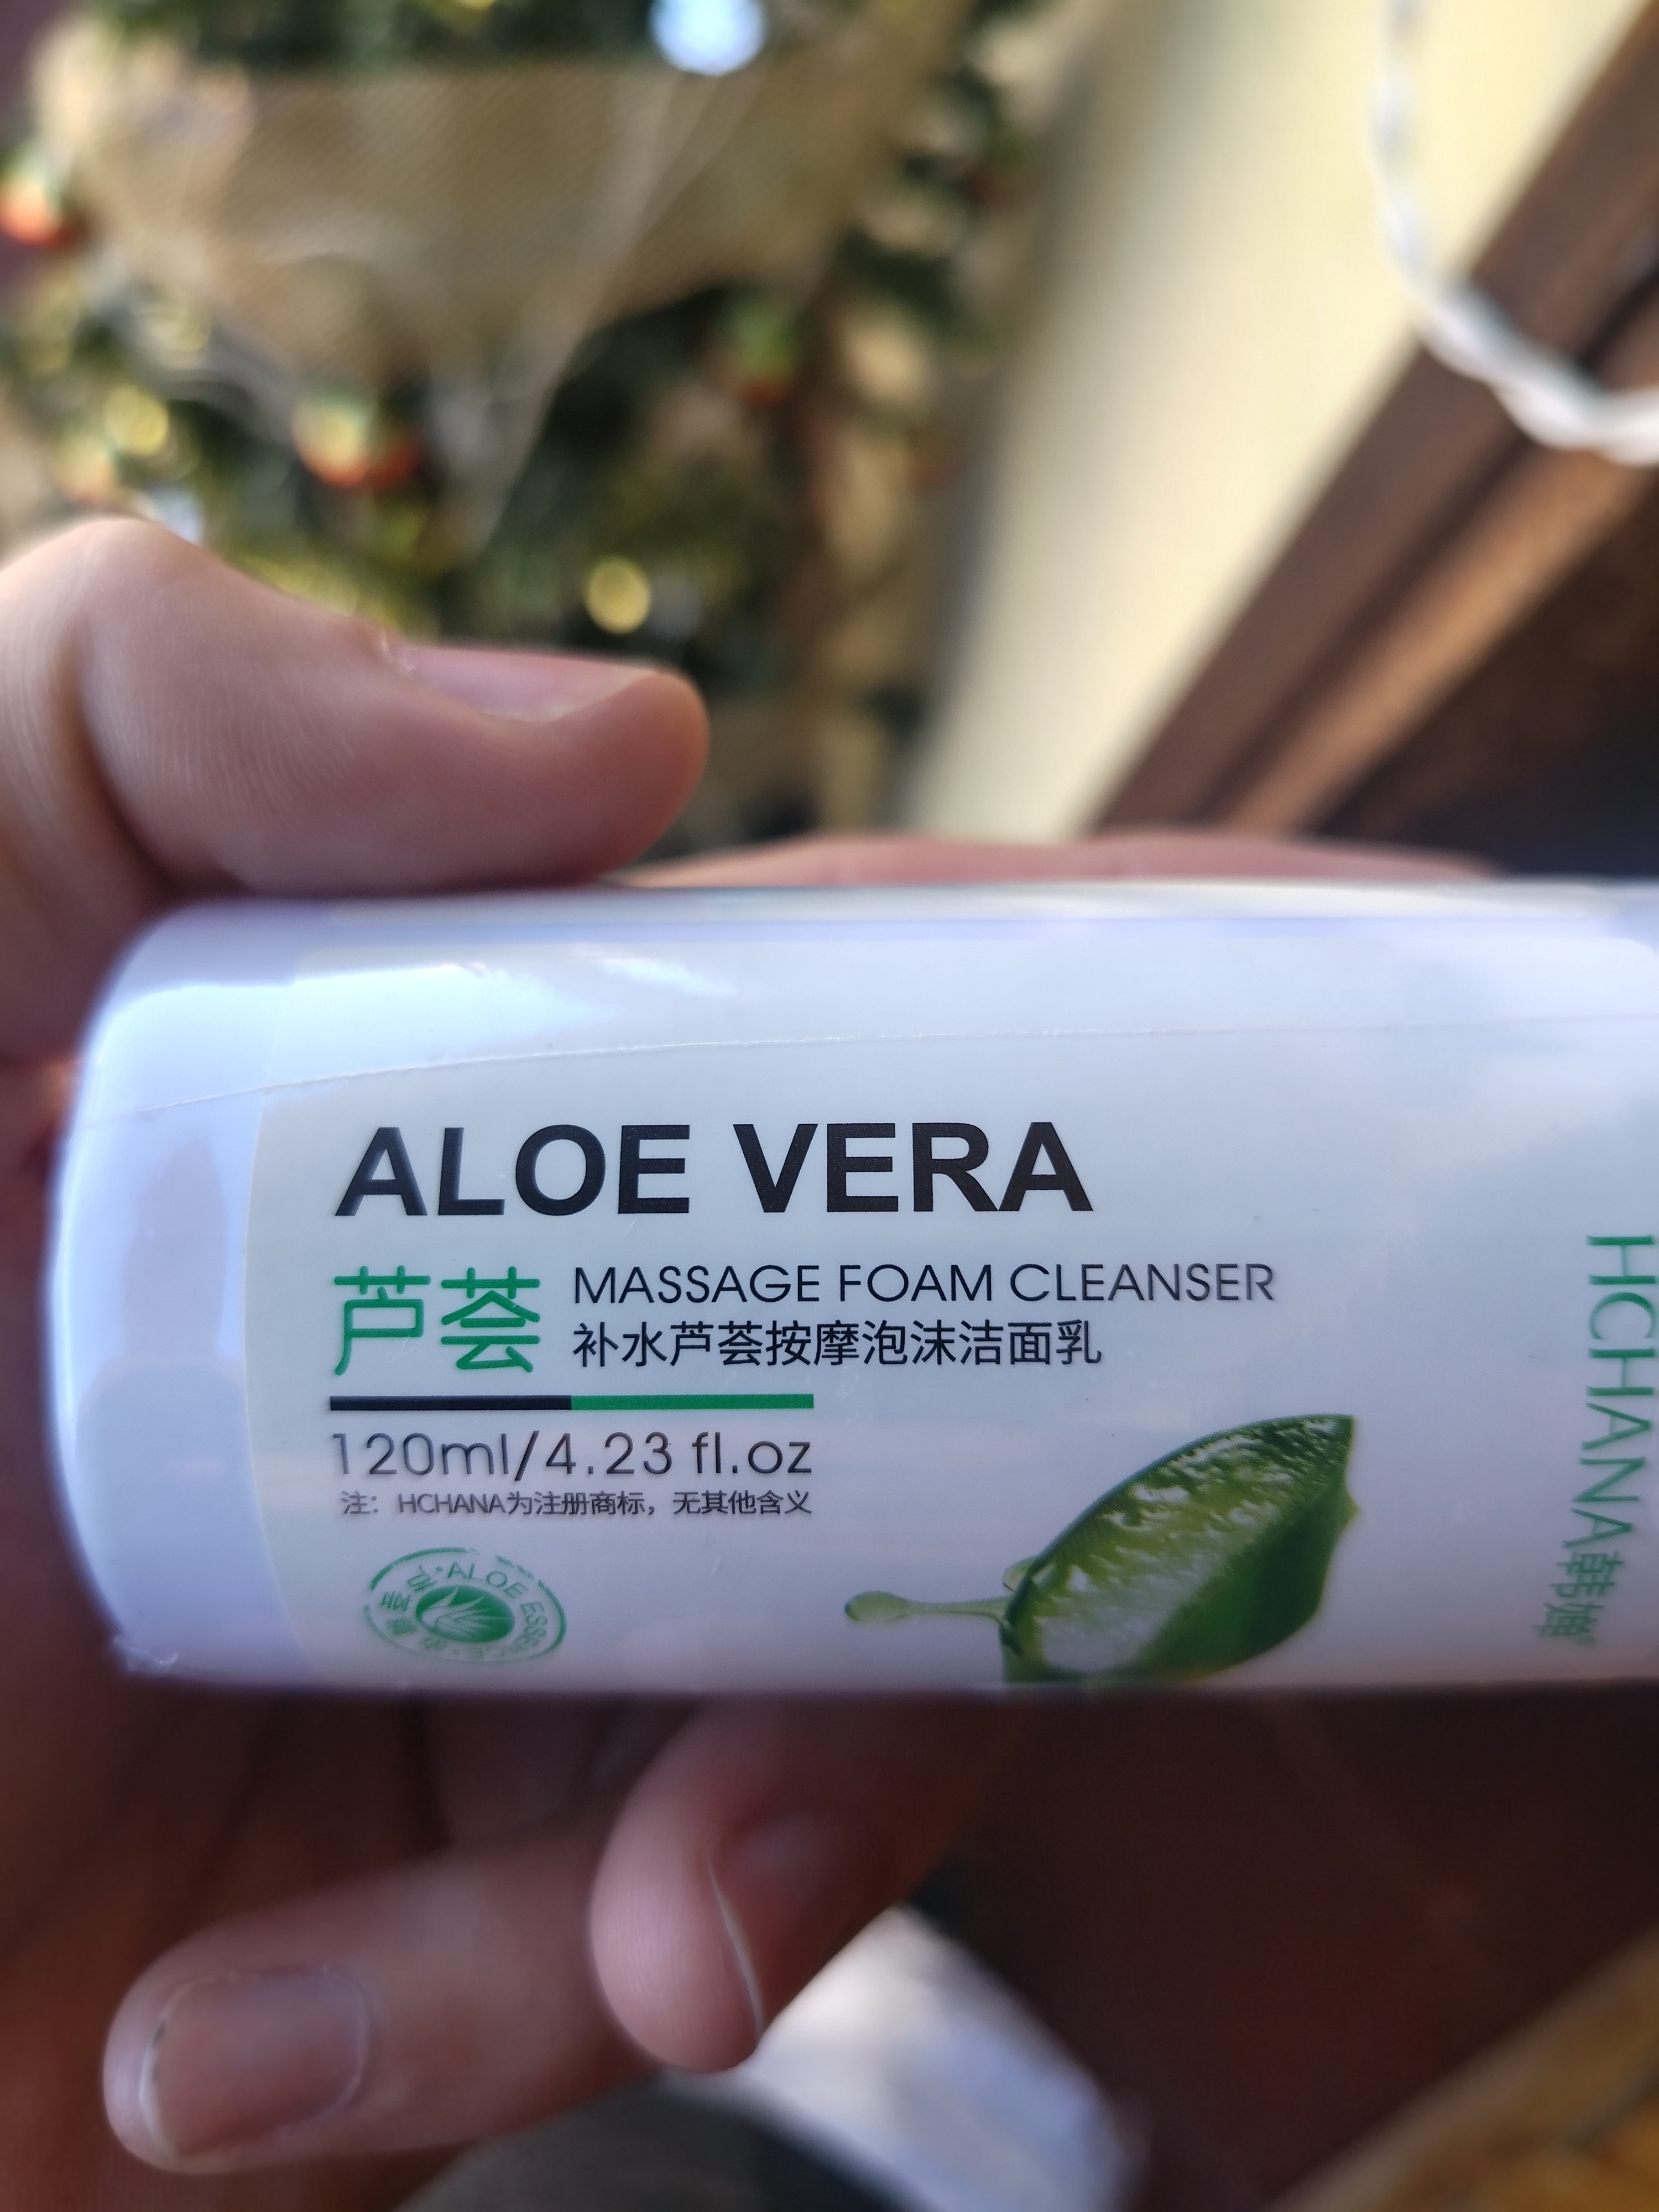 ALOE VERA
芦荟
MASSAGE FOAM CLEANSER
补水芦荟按摩泡沫洁面乳
120ml/4.23 fl.oz
注：HCHANA为注册商标，无其他含义
ALOE ESSENCE
HCHANA韩婵